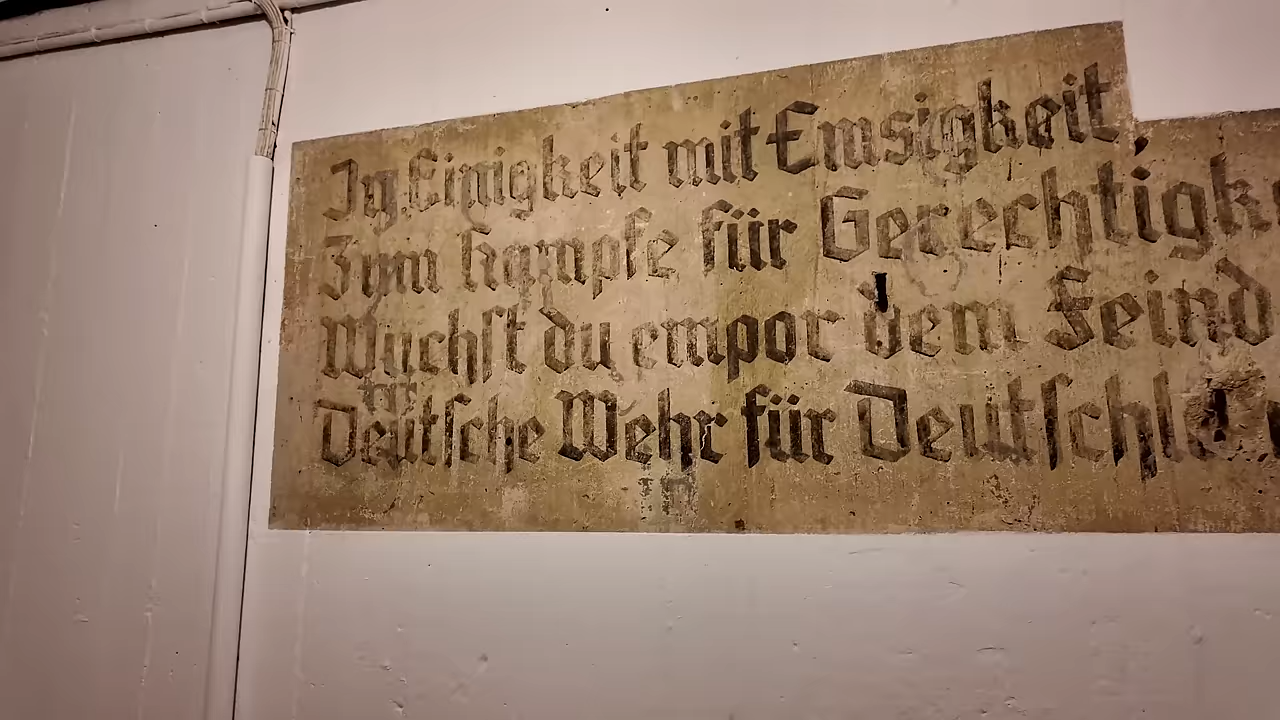 In Einigkeit mit Emsigkeit
Zum Kampfe für Gerechtigk
Wuchst du empor dem Feind
Deutsche Wehr für Deutschla